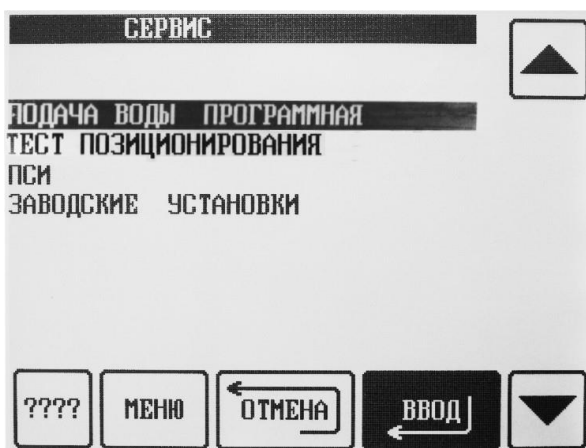 СЕРВИС
ПОДАЧА ВОДЫ ПРОГРАММНАЯ
ТЕСТ ПОЗИЦИОНИРОВАНИЯ
ПСИ
ЗАВОДСКИЕ УСТАНОВКИ
???? МЕНЮ ОТМЕНА ВВОД